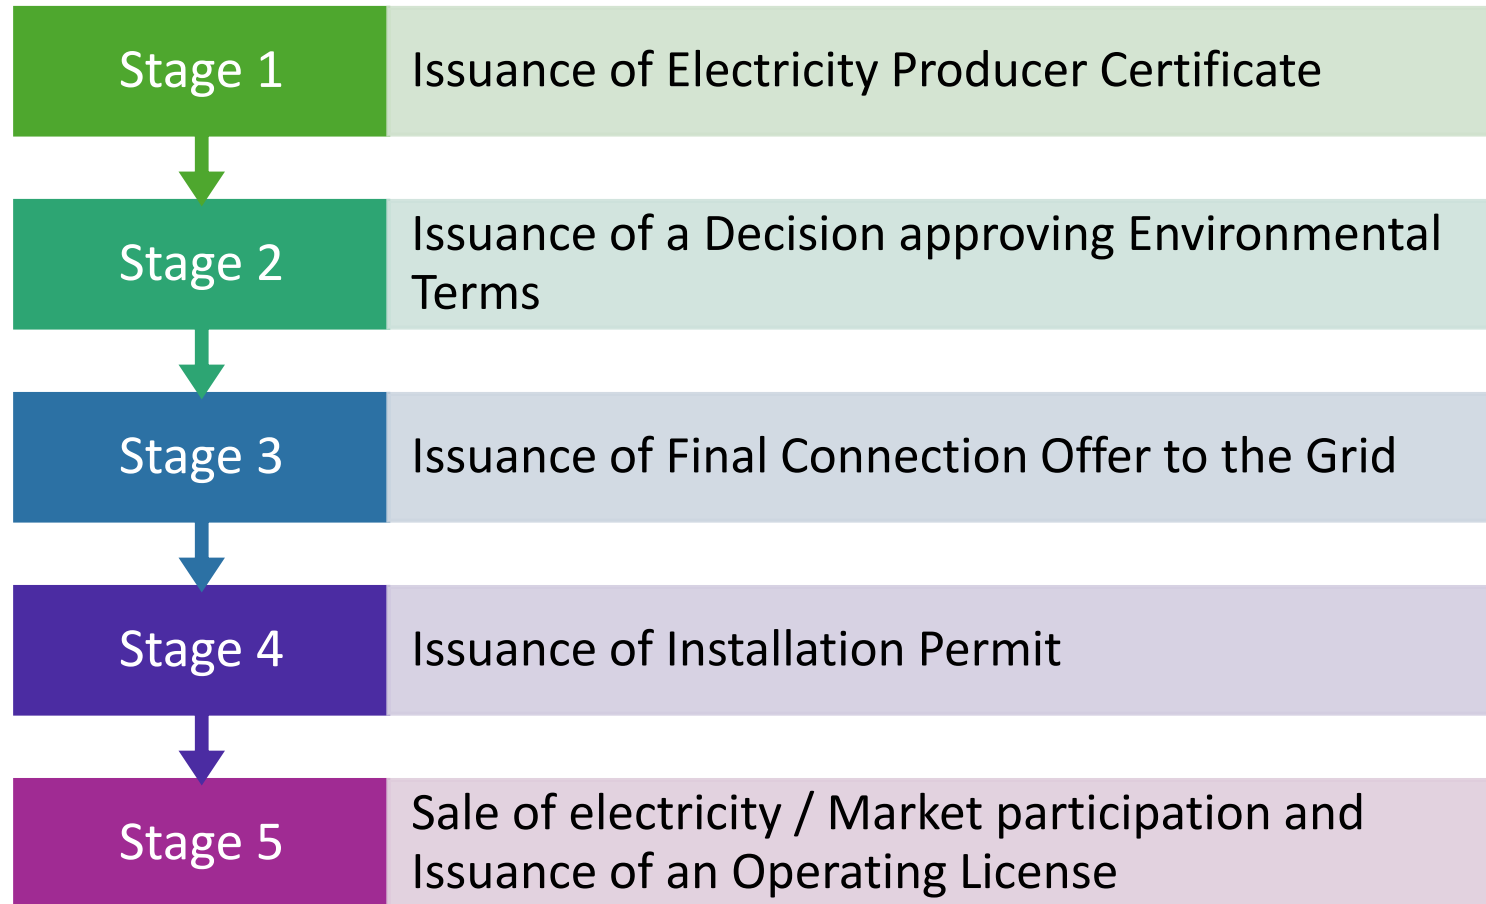 Stage 1
Issuance of Electricity Producer Certificate
Stage 2
Issuance of a Decision approving Environmental
Terms
Stage 3
Issuance of Final Connection Offer to the Grid
Stage 4
Issuance of Installation Permit
Stage 5
Sale of electricity / Market participation and
Issuance of an Operating License